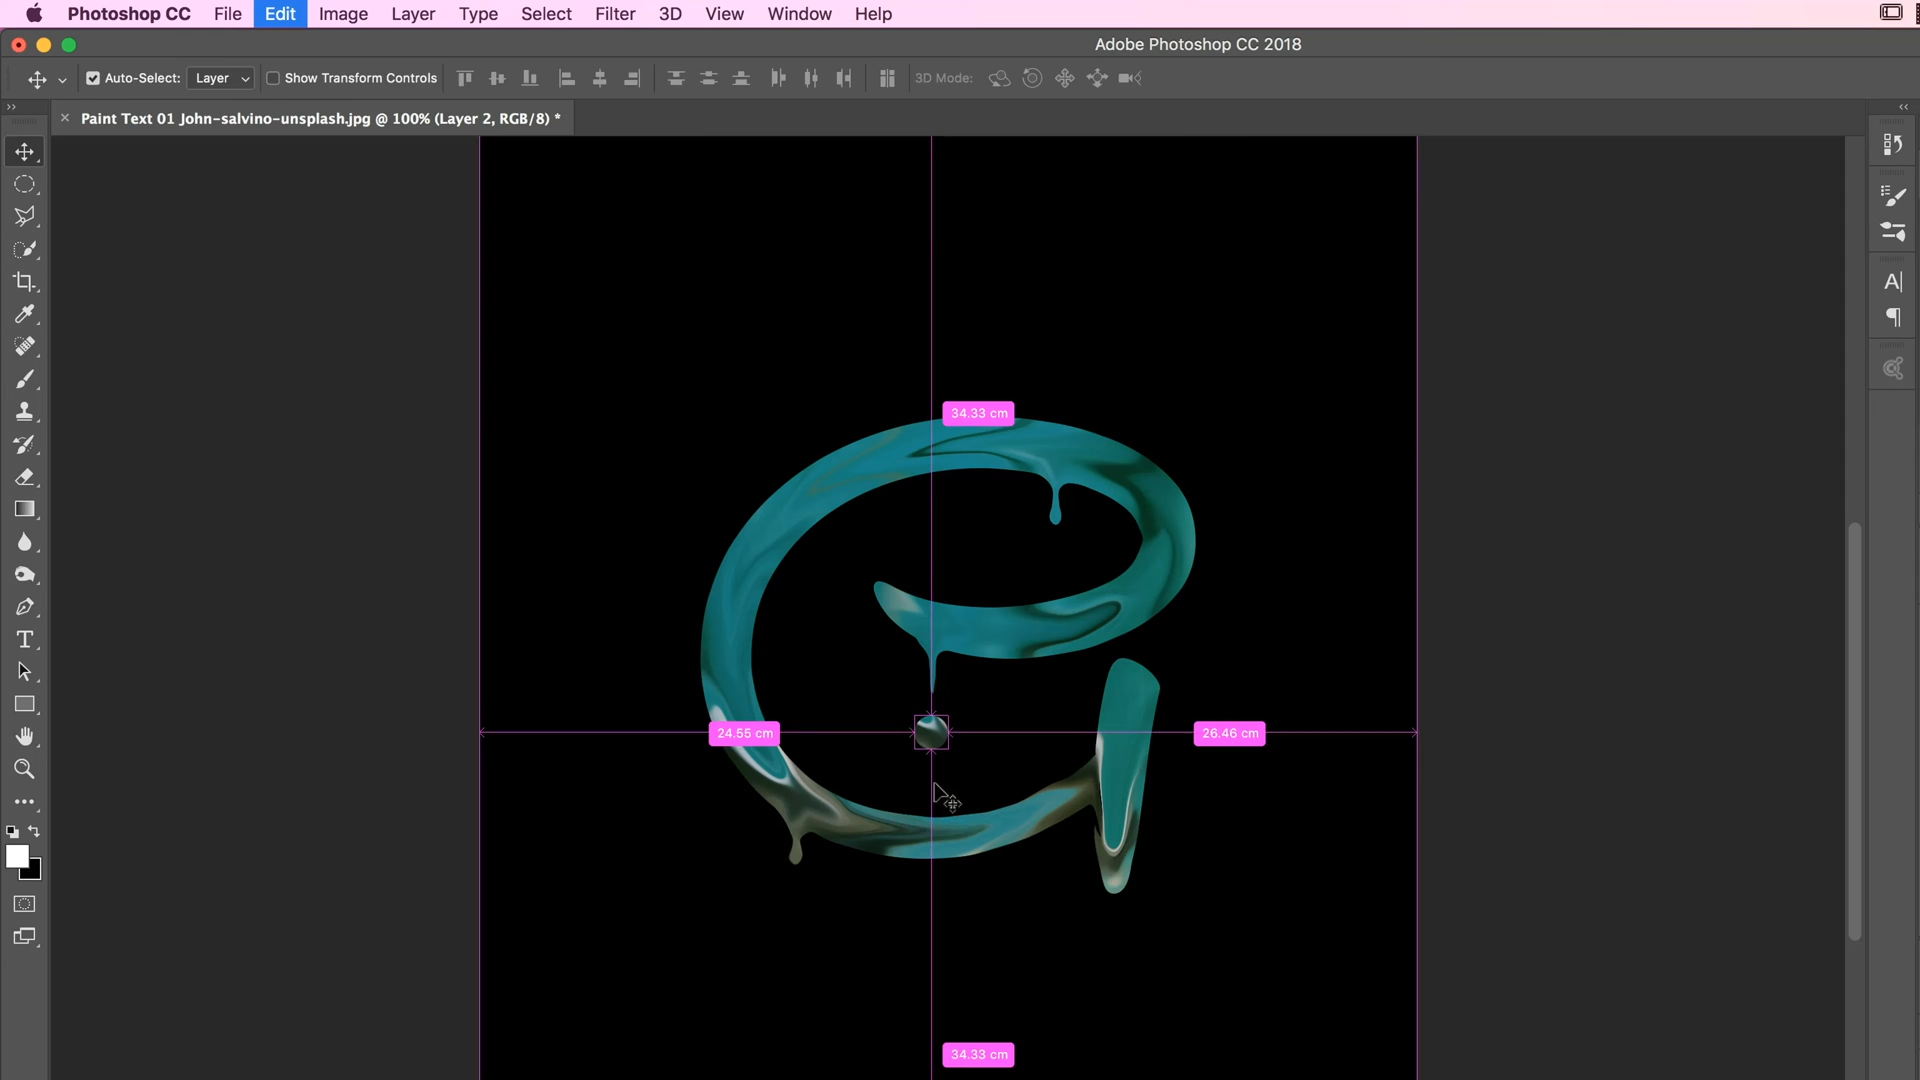 Photoshop CC File Edit Image Layer Type Select Filter 3D View Window Help
Adobe Photoshop CC 2018
Auto-Select: Layer Show Transform Controls 3D Mode:
Paint Text 01 John-salvino-unsplash.jpg @ 100% (Layer 2, RGB/8) *
34.33 cm
24.55 cm
26.46 cm
34.33 cm